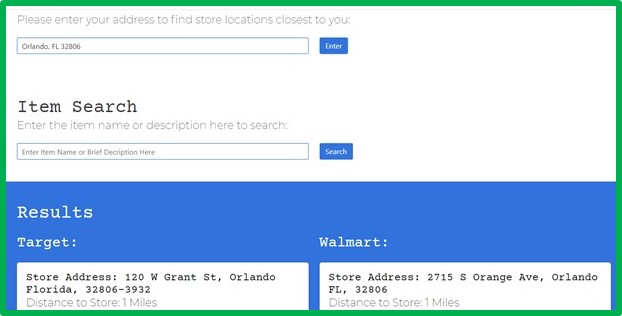 Please enter your address to find store locations closest to you:
Orlando, FL 32806
Enter
Item Search
Enter the item name or description here to search:
Enter Item Name or Brief Decription Here
Search
Results
Target:
Store Address: 120 W Grant St, Orlando
Florida, 32806-3932
Distance to Store: 1 Miles
Walmart:
Store Address: 2715 S Orange Ave, Orlando
FL, 32806
Distance to Store: 1 Miles